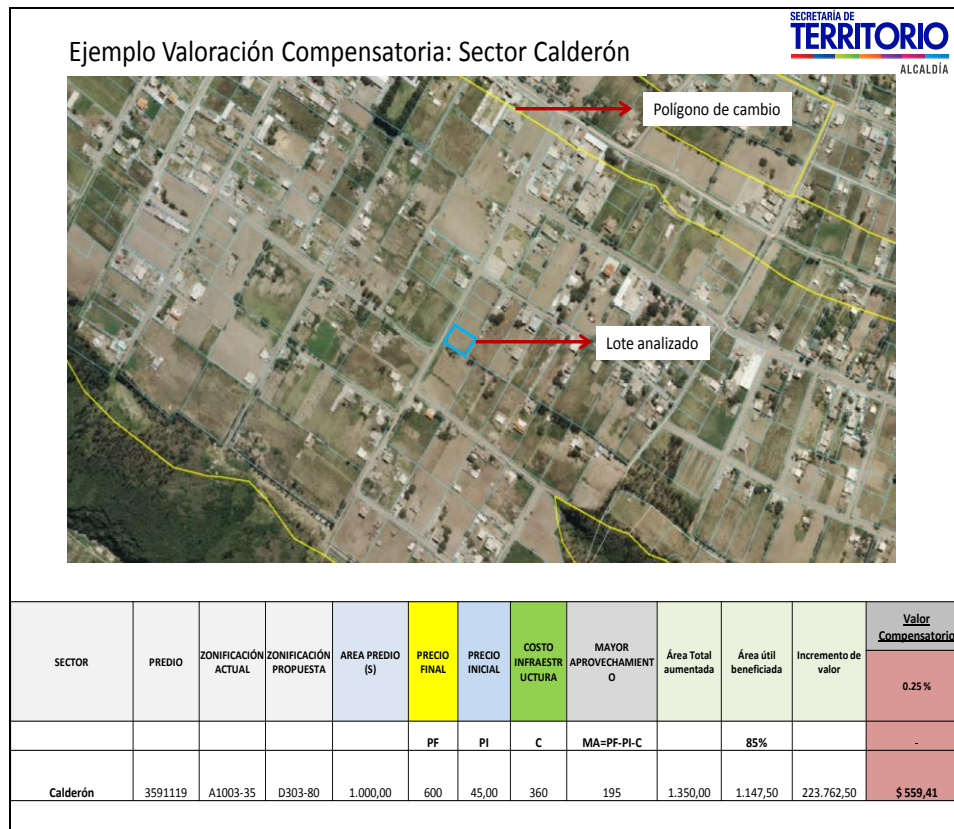 SECRETARÍA DE
TERRITORIO
ALCALDÍA
Ejemplo Valoración Compensatoria: Sector Calderón
Polígono de cambio
Lote analizado
SECTOR PREDIO ZONIFICACIÓN ACTUAL ZONIFICACIÓN PROPUESTA AREA PREDIO (S) PRECIO FINAL PRECIO INICIAL COSTO INFRAESTR UCTURA MAYOR APROVECHAMIENT O Área Total aumentada Área útil beneficiada Incremento de valor Valor Compensatorio
0.25%
PF PI C MA=PF-PI-C 85% -
Calderón 3591119 A1003-35 D303-80 1.000,00 600 45,00 360 195 1.350,00 1.147,50 223.762,50 $ 559,41